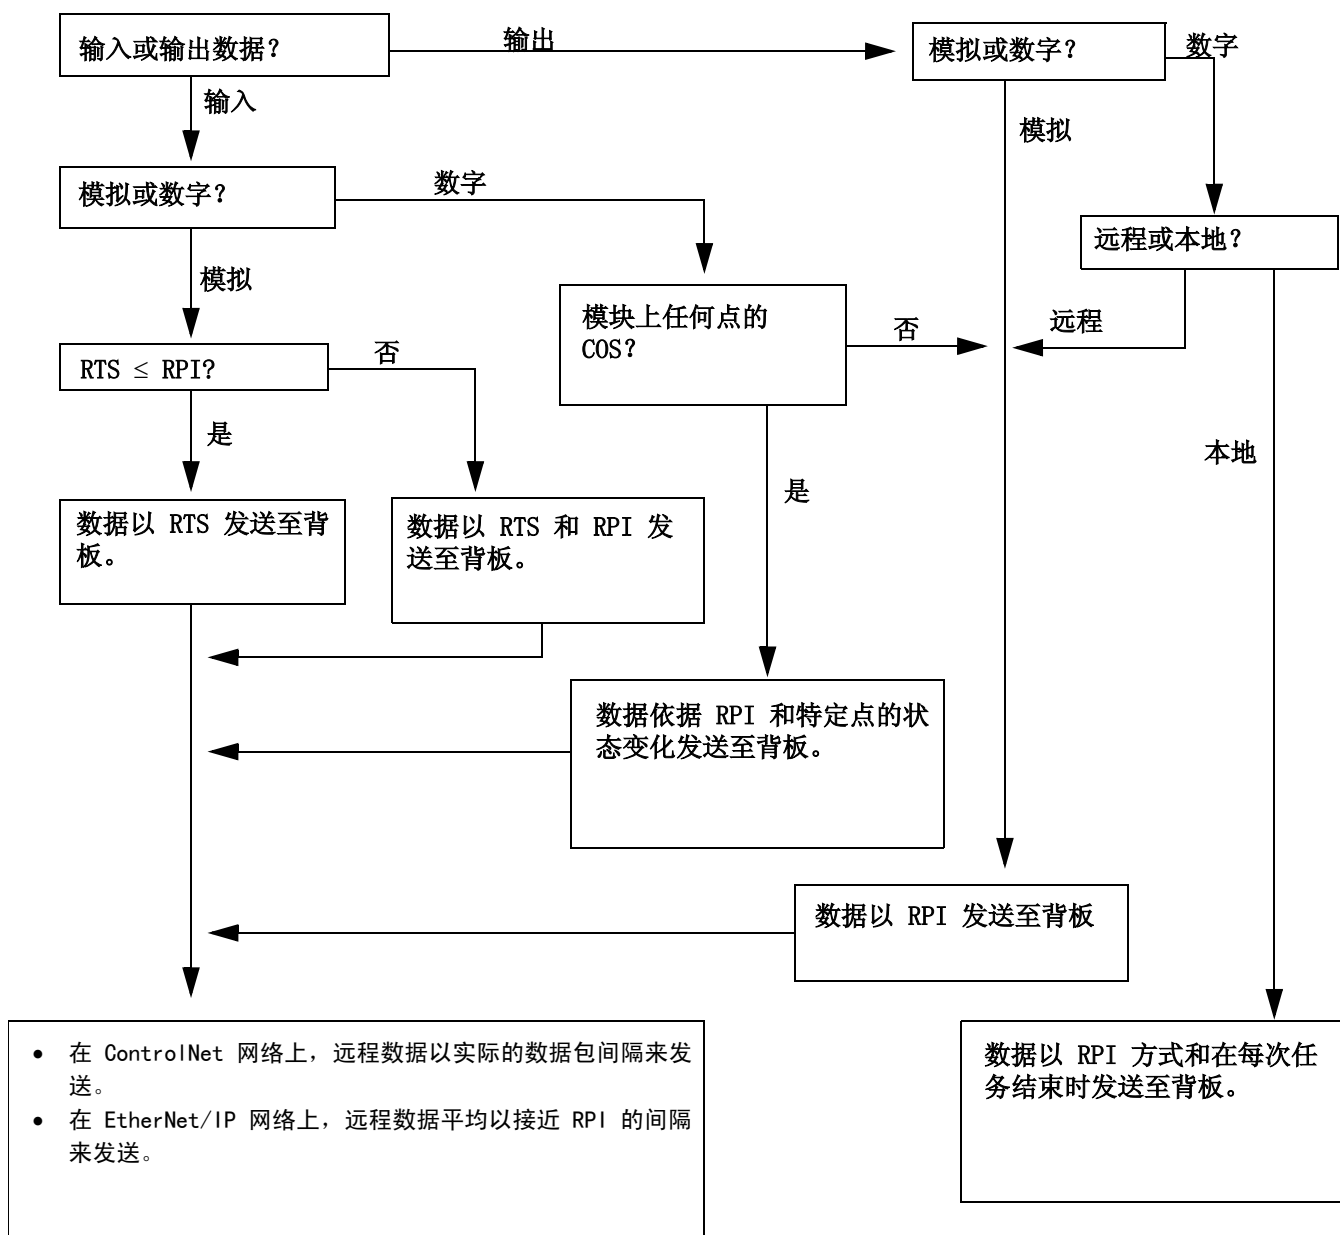 输入或输出数据？
输出
模拟或数字？
数字
输入
模拟
模拟或数字？
数字
远程或本地？
模拟
模块上任何点的
COS？
否
远程
RTS ≤ RPI?
否
是
本地
是
数据以 RTS 发送至背
板。
数据以 RTS 和 RPI 发
送至背板。
数据依据 RPI 和特定点的状
态变化发送至背板。
数据以 RPI 发送至背板
• 在 ControlNet 网络上，远程数据以实际的数据包间隔来发
送。
• 在 EtherNet/IP 网络上，远程数据平均以接近 RPI 的间隔
来发送。
数据以 RPI 方式和在每次任
务结束时发送至背板。